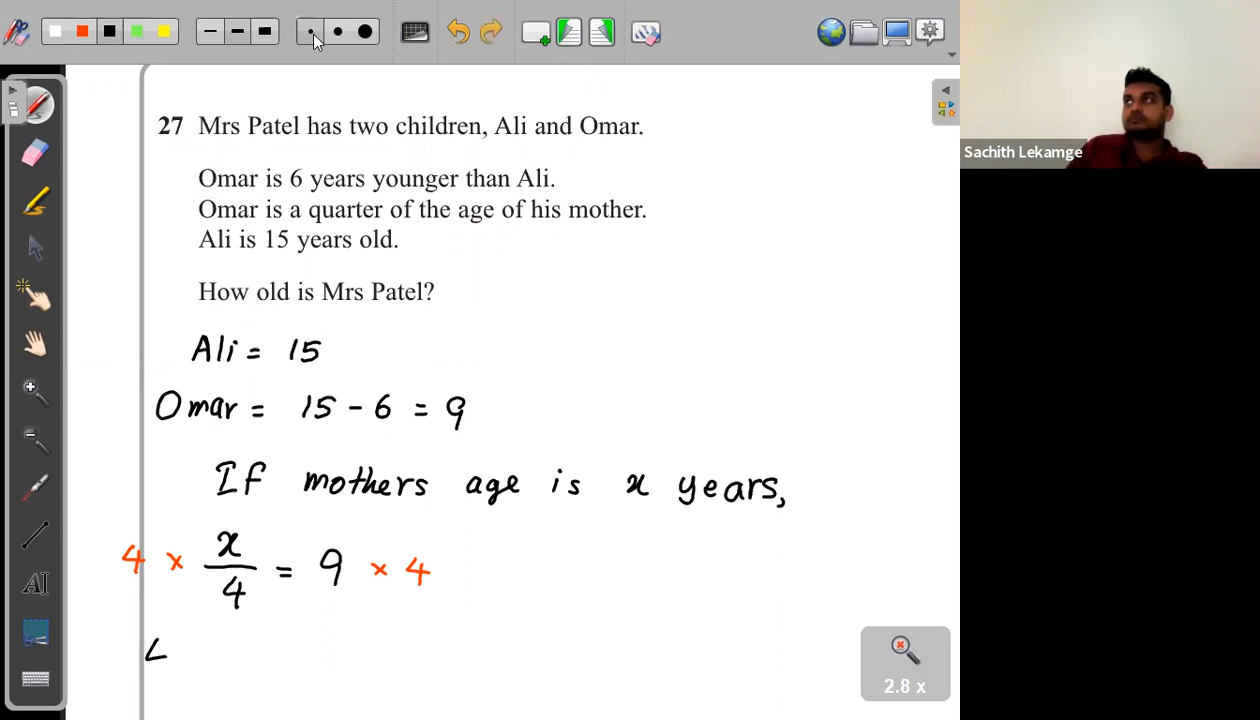 27 Mrs Patel has two children, Ali and Omar.
Omar is 6 years younger than Ali.
Omar is a quarter of the age of his mother.
Ali is 15 years old.
How old is Mrs Patel?
Ali = 15
Omar = 15 - 6 = 9
If mothers age is x years,
4 × x/4 = 9 × 4
2.8 x
Sachith Lekamge